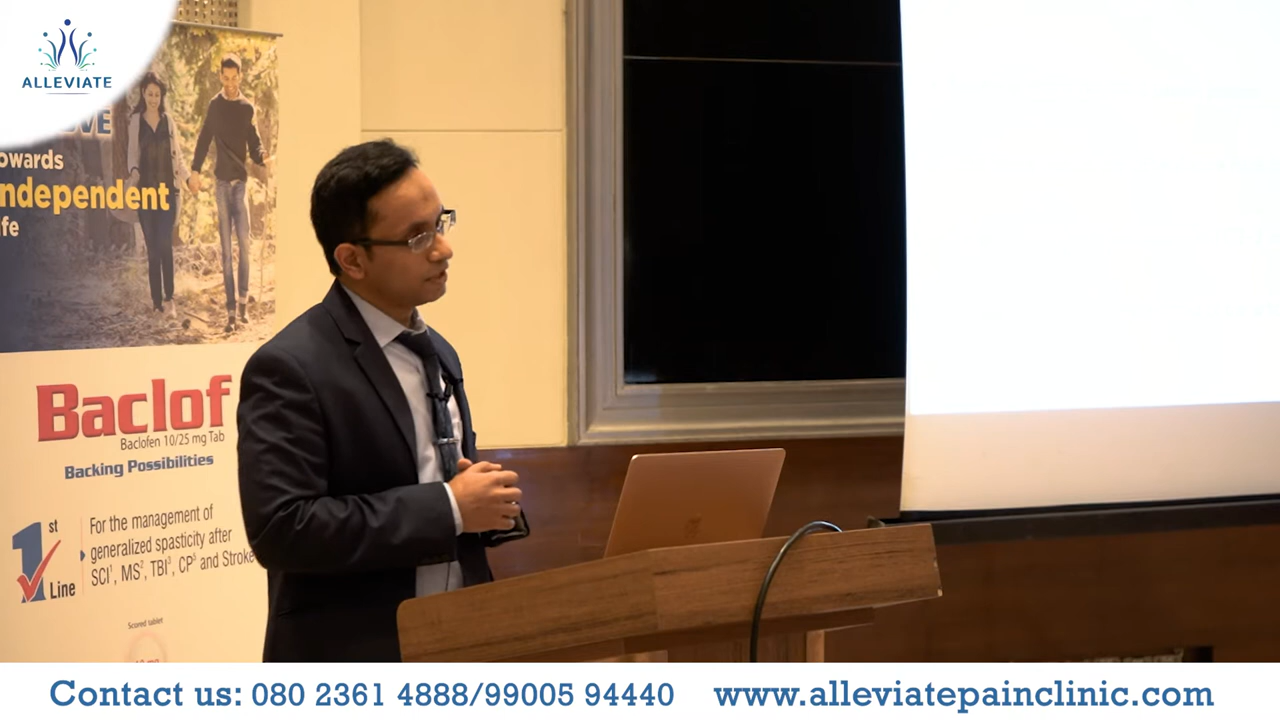 ALLEVIATE
owards
ndependent
fe
Baclof
Baclofen 10/25 mg Tab
Backing Possibilities
1st Line
For the management of
generalized spasticity after
SCI¹, MS², TBI³, CP⁵ and Stroke
Scored tablet
Contact us: 080 2361 4888/99005 94440
www.alleviatepainclinic.com